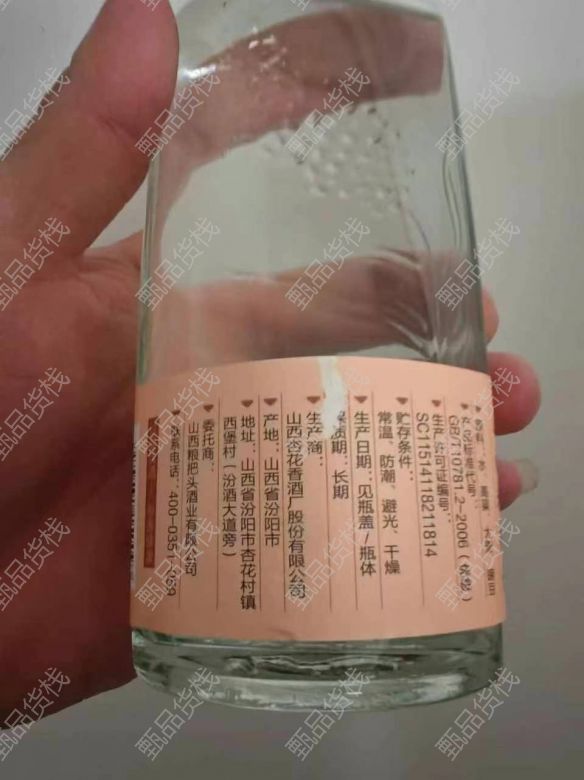 原料：水、高粱、大麦、豌豆
产品标准代号：
GB/T10781.2-2006（优级）
生产许可证编号：
SC11514118211814
贮存条件：
常温、防潮、避光、干燥
生产日期：见瓶盖/瓶体
保质期：长期
生产商：
山西杏花香酒厂股份有限公司
产地：山西省汾阳市
地址：山西省汾阳市杏花村镇
西堡村（汾酒大道旁）
委托商：
山西粮把头酒业有限公司
联系电话：400-0351-
甄品货栈